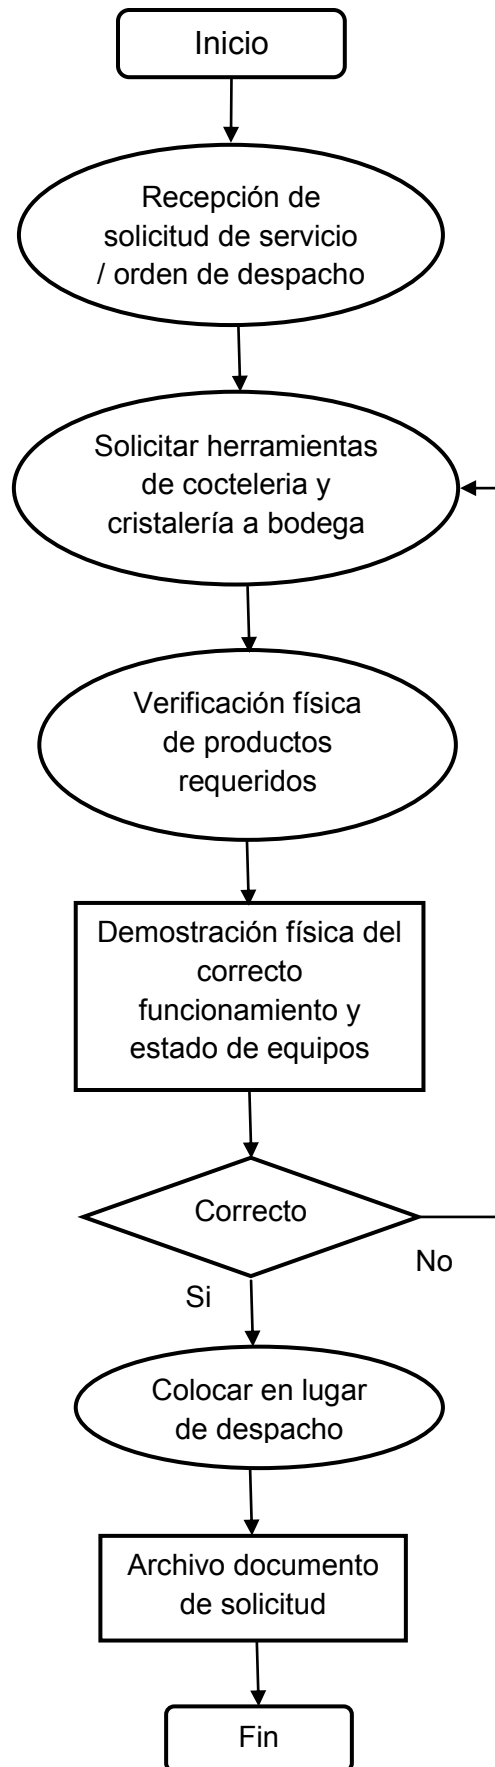 Inicio
Recepción de
solicitud de servicio
/ orden de despacho
Solicitar herramientas
de cocteleria y
cristalería a bodega
Verificación física
de productos
requeridos
Demostración física del
correcto
funcionamiento y
estado de equipos
Correcto
No
Si
Colocar en lugar
de despacho
Archivo documento
de solicitud
Fin